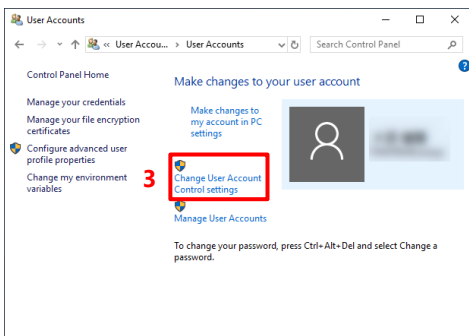 User Accounts
« User Accou... > User Accounts
Search Control Panel
Control Panel Home
Manage your credentials
Manage your file encryption
certificates
Configure advanced user
profile properties
Change my environment
variables
Make changes to your user account
Make changes to
my account in PC
settings
3
Change User Account
Control settings
Manage User Accounts
To change your password, press Ctrl+Alt+Del and select Change a
password.